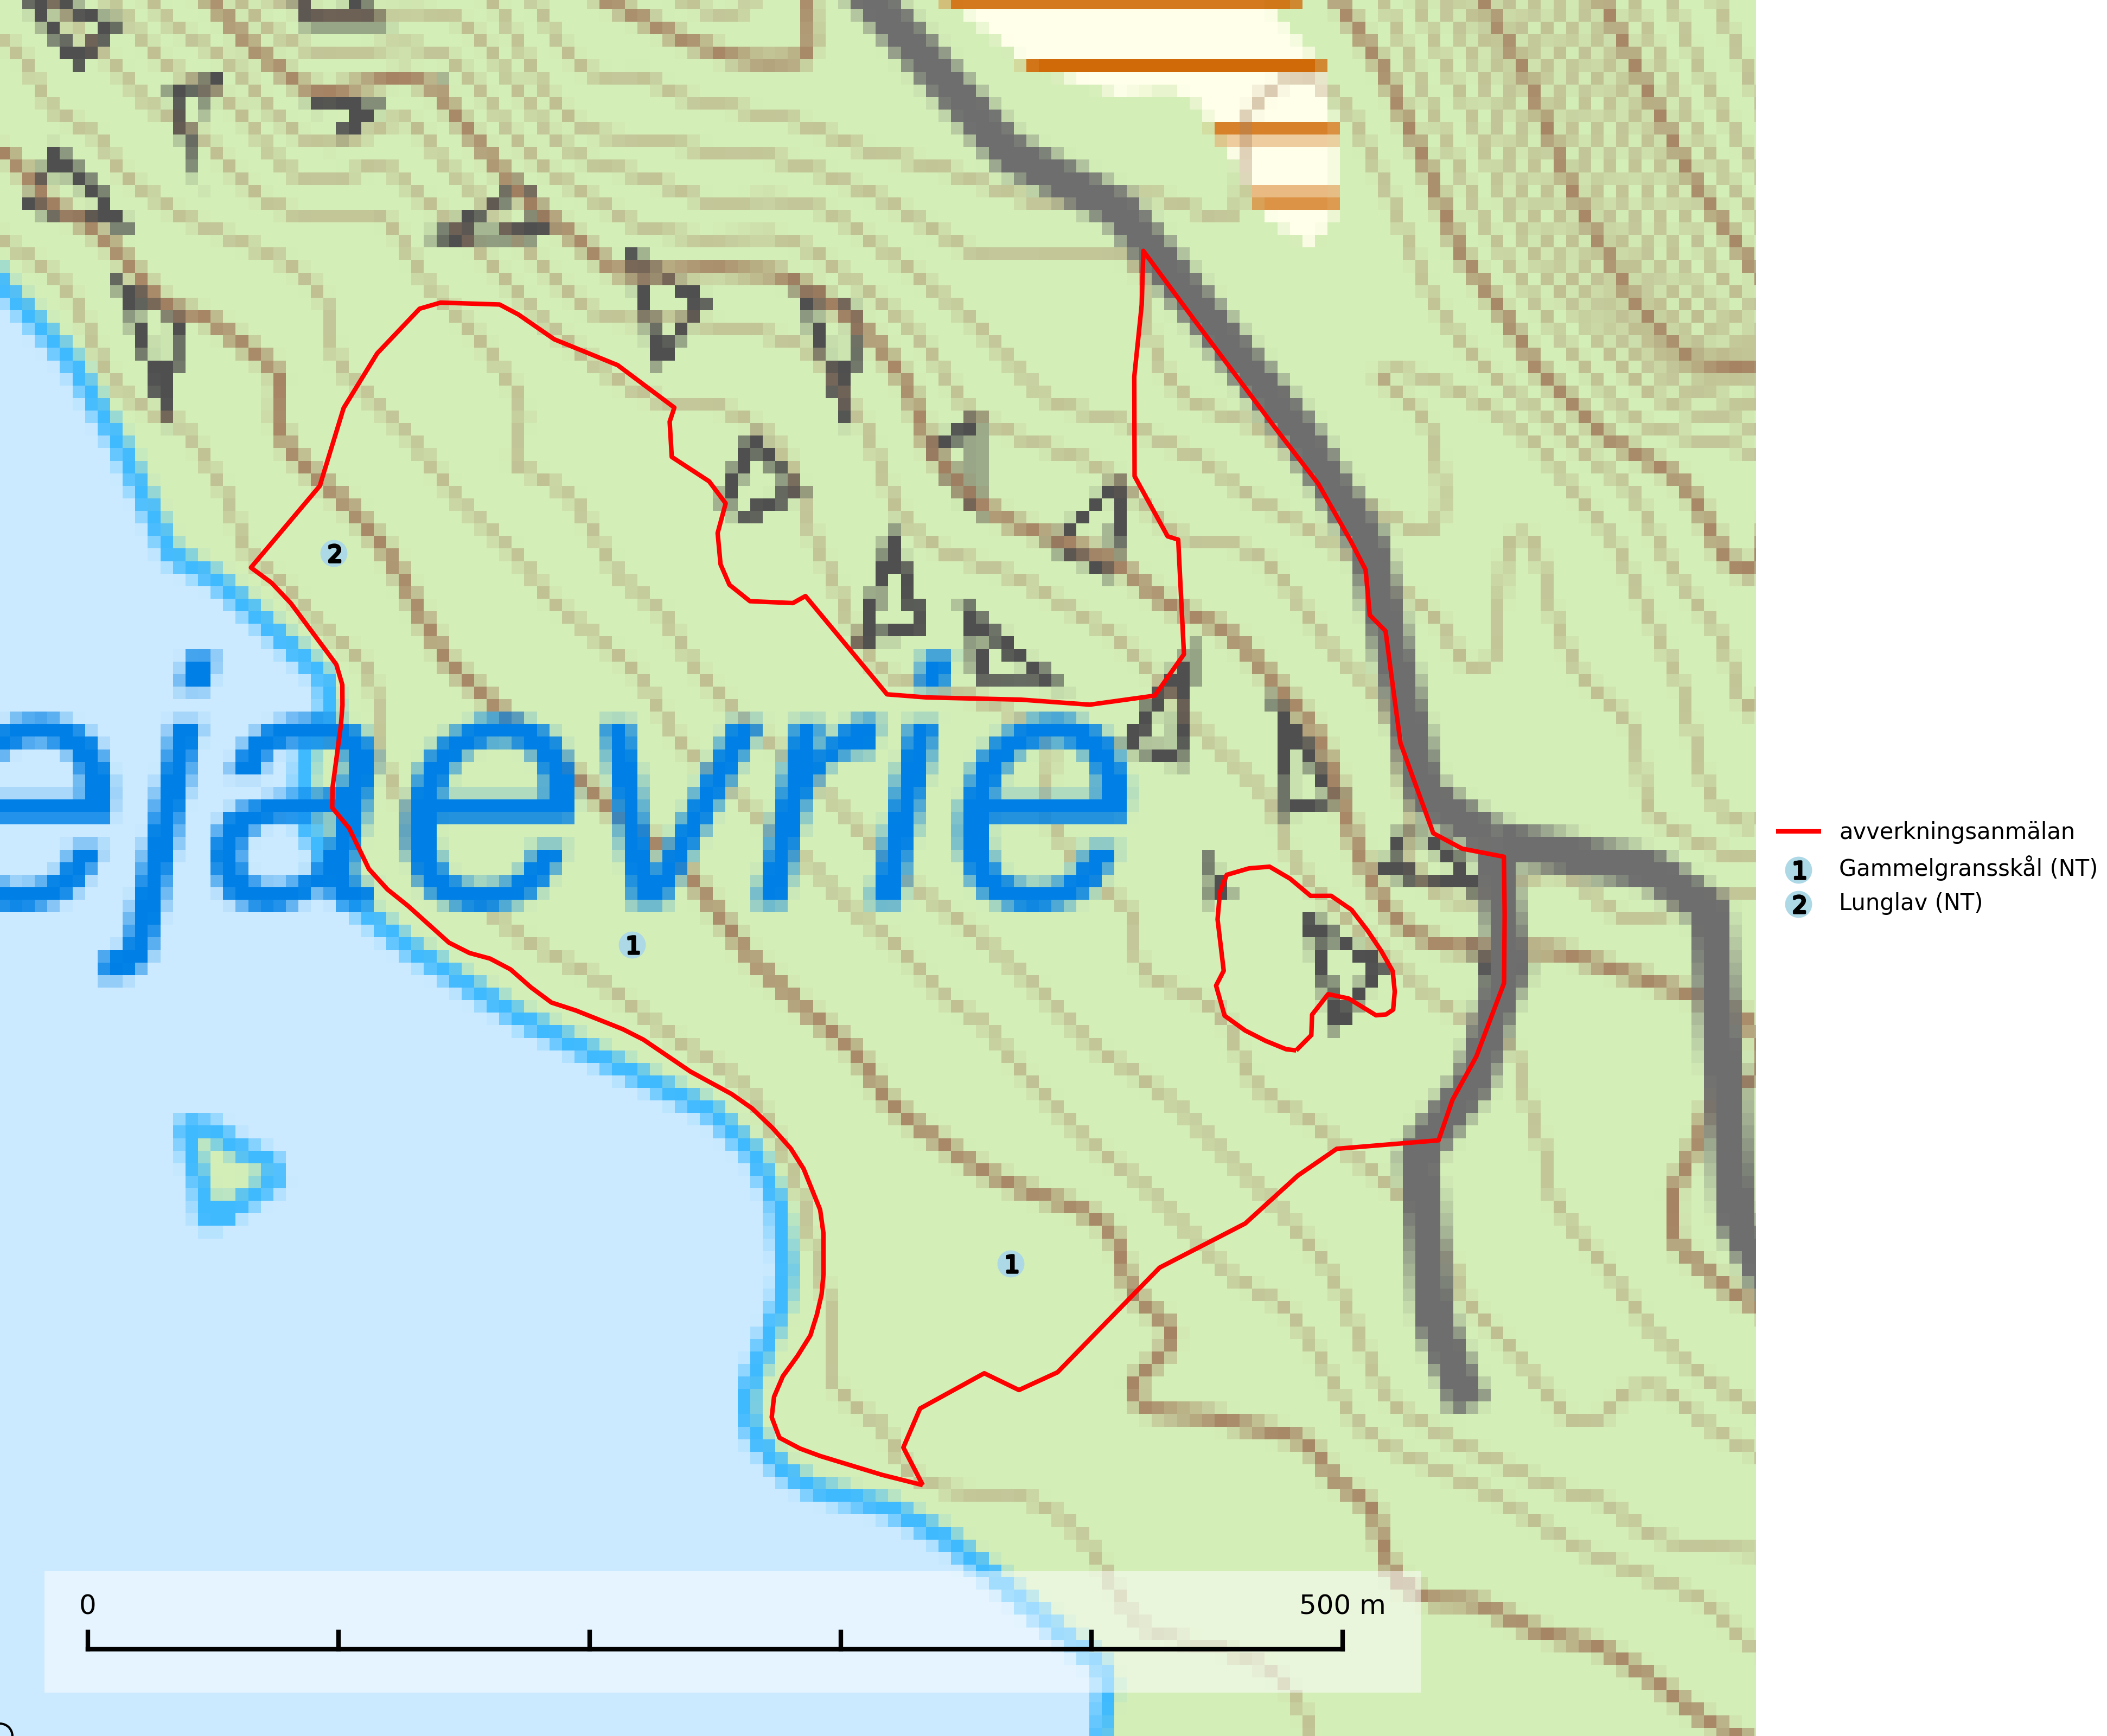 ejaevrie
2
1
1
avverkningsanmälan
1 Gammelgransskål (NT)
2 Lunglav (NT)
0 500 m